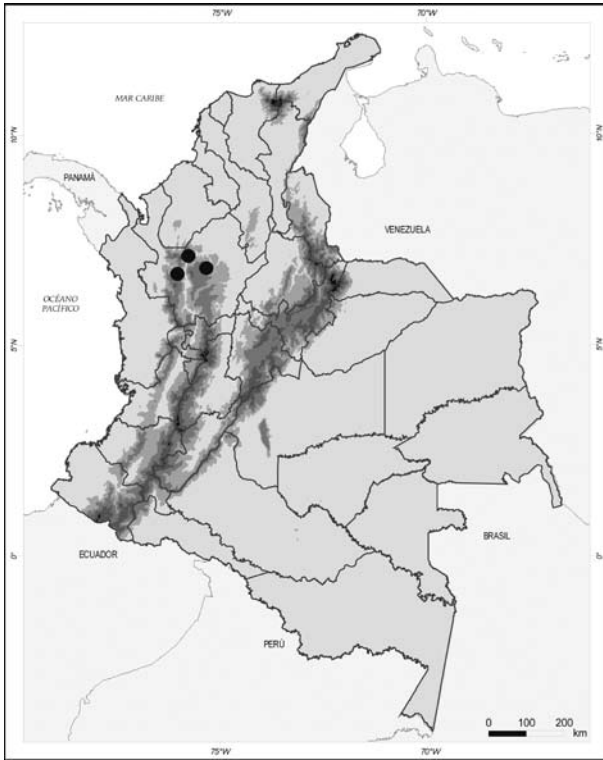 75°W 70°W
MAR CARIBE
10°N 10°N
PANAMÁ
VENEZUELA
OCÉANO
PACÍFICO
5°N 5°N
0° 0°
ECUADOR
BRASIL
PERÚ
0 100 200
km
75°W 70°W